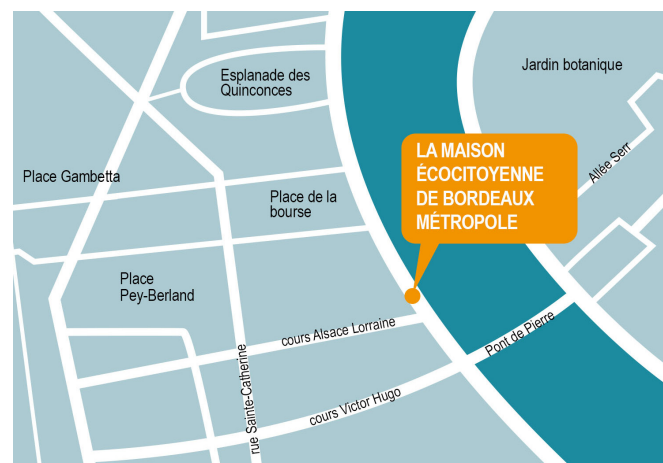 Esplanade des
Quinconces
Jardin botanique
LA MAISON
ÉCOCITOYENNE
DE BORDEAUX
MÉTROPOLE
Allée Serr
Place Gambetta
Place de la
bourse
Place
Pey-Berland
cours Alsace Lorraine
Pont de Pierre
rue Sainte-Catherine
cours Victor Hugo